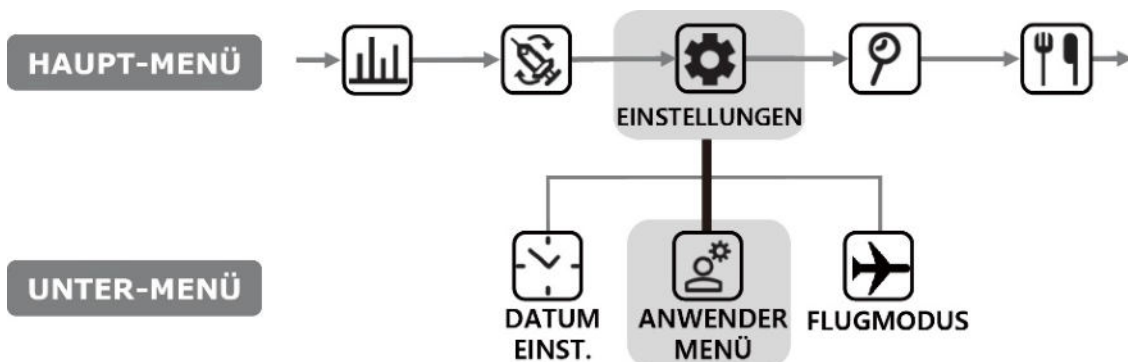 HAUPT-MENÜ
EINSTELLUNGEN
UNTER-MENÜ
DATUM
EINST.
ANWENDER
MENÜ
FLUGMODUS